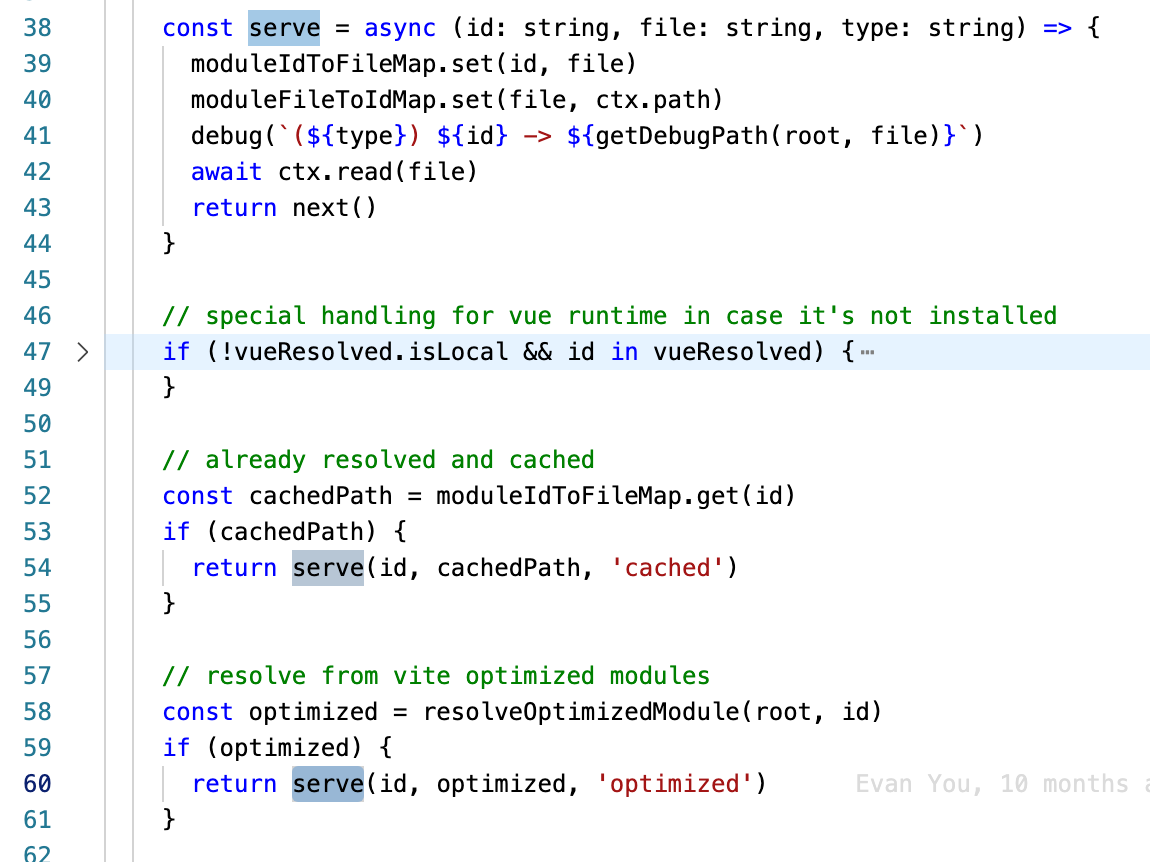 38 const serve = async (id: string, file: string, type: string) => {
39 moduleIdToFileMap.set(id, file)
40 moduleFileToIdMap.set(file, ctx.path)
41 debug(`(${type}) ${id} -> ${getDebugPath(root, file)}`)
42 await ctx.read(file)
43 return next()
44 }
45
46 // special handling for vue runtime in case it's not installed
47 > if (!vueResolved.isLocal && id in vueResolved) {⋯
49 }
50
51 // already resolved and cached
52 const cachedPath = moduleIdToFileMap.get(id)
53 if (cachedPath) {
54 return serve(id, cachedPath, 'cached')
55 }
56
57 // resolve from vite optimized modules
58 const optimized = resolveOptimizedModule(root, id)
59 if (optimized) {
60 return serve(id, optimized, 'optimized') Evan You, 10 months
61 }
62